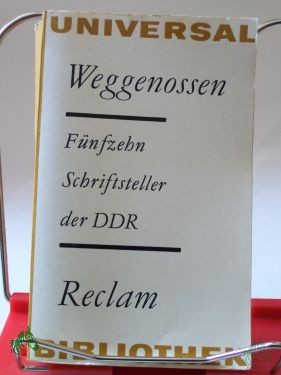 UNIVERSAL
Weggenossen
Fünfzehn
Schriftsteller
der DDR
Reclam
BIBLIOTHEK